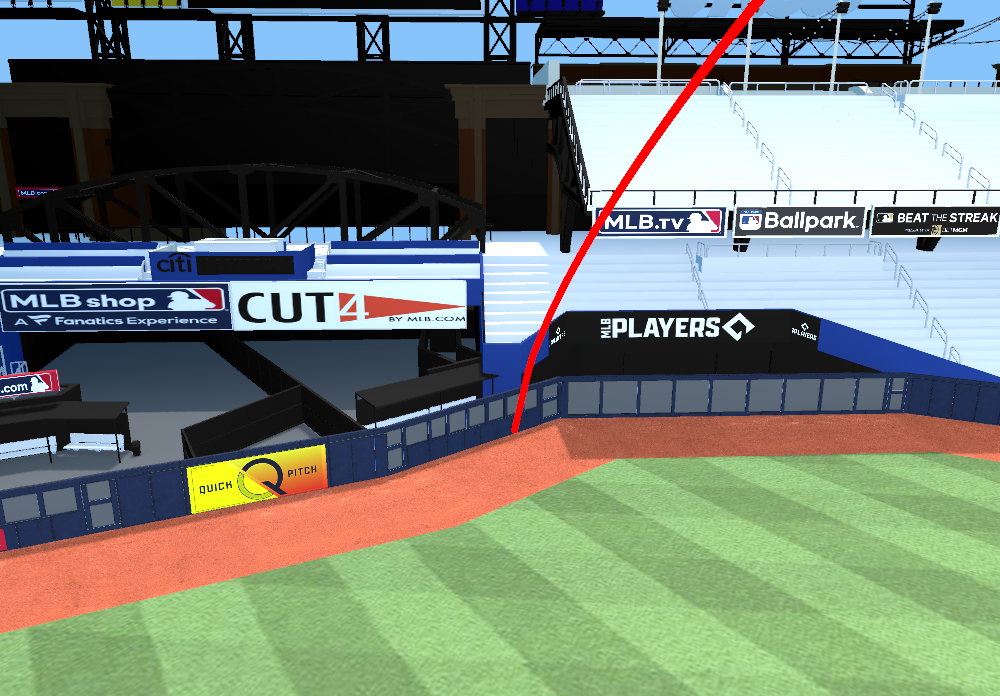 MLB.com
MLB.TV
Ballpark.
BEAT THE STREAK
citi
MLB shop
A Fanatics Experience
CUT4
BY MLB.COM
MLB PLAYERS
PLAYERS
.com
QUICK PITCH